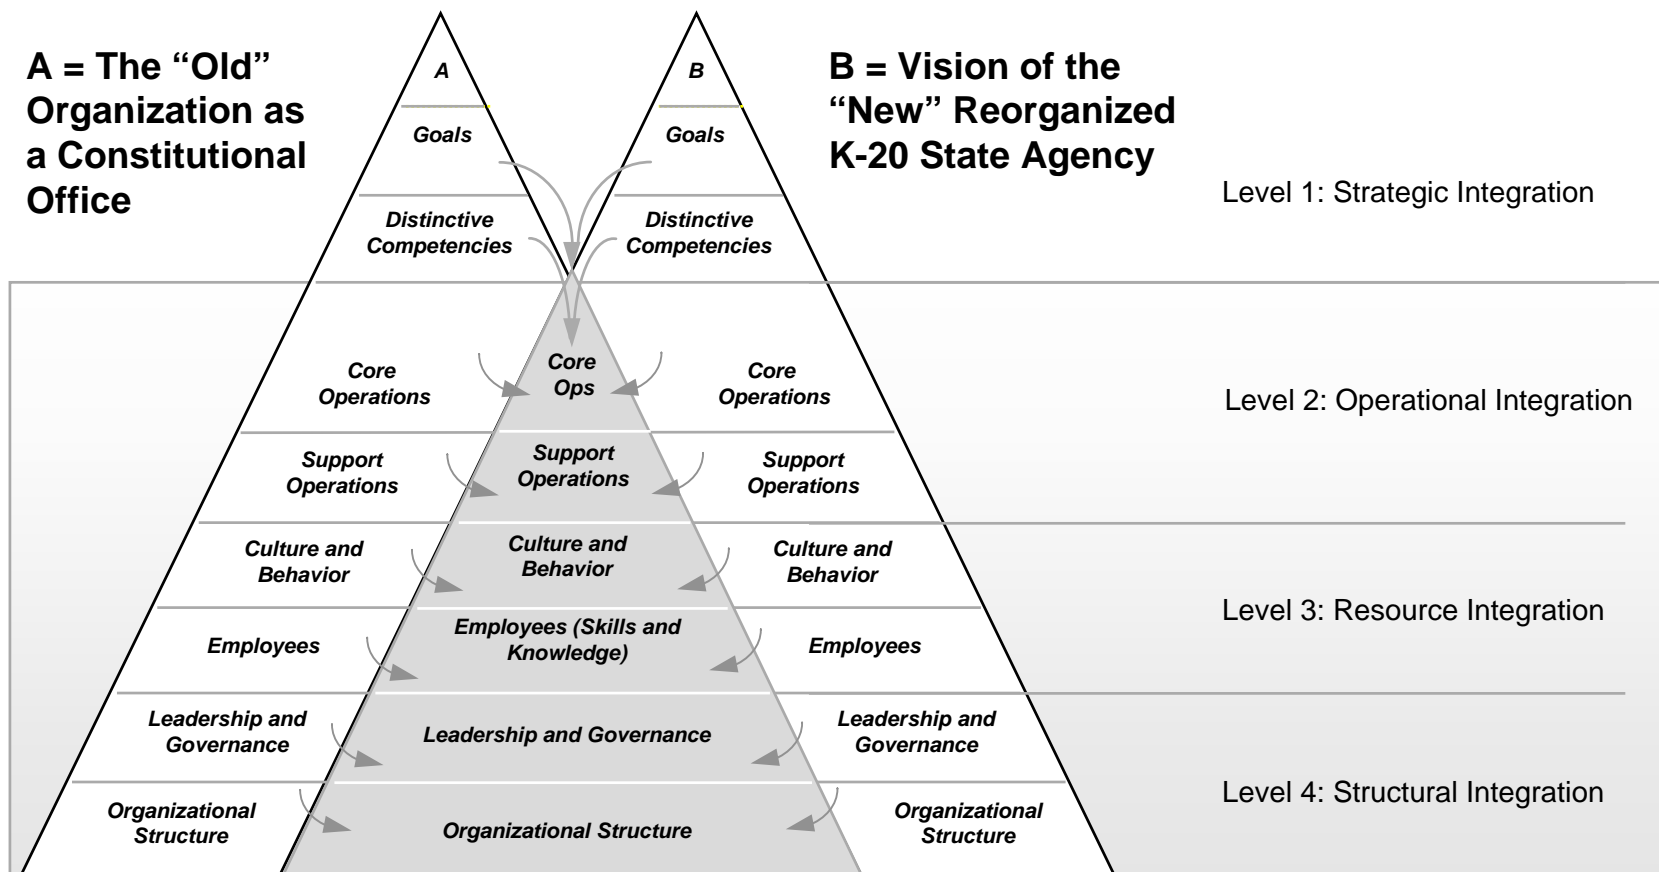 A = The “Old”
Organization as
a Constitutional
Office
A
B
B = Vision of the
“New” Reorganized
K-20 State Agency
Goals
Goals
Level 1: Strategic Integration
Distinctive
Competencies
Distinctive
Competencies
Core
Operations
Core
Ops
Core
Operations
Level 2: Operational Integration
Support
Operations
Support
Operations
Support
Operations
Culture and
Behavior
Culture and
Behavior
Culture and
Behavior
Level 3: Resource Integration
Employees
Employees (Skills and
Knowledge)
Employees
Leadership and
Governance
Leadership and Governance
Leadership and
Governance
Level 4: Structural Integration
Organizational
Structure
Organizational Structure
Organizational
Structure